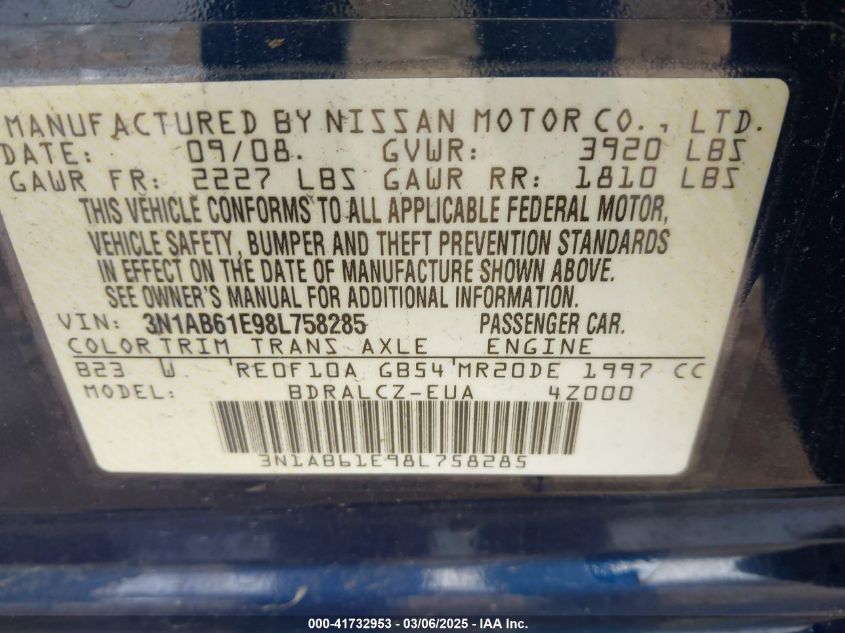 MANUFACTURED BY NISSAN MOTOR CO., LTD.
DATE: 09/08. GVWR: 3920 LBS
GAWR FR: 2227 LBS GAWR RR: 1810 LBS
THIS VEHICLE CONFORMS TO ALL APPLICABLE FEDERAL MOTOR,
VEHICLE SAFETY, BUMPER AND THEFT PREVENTION STANDARDS
IN EFFECT ON THE DATE OF MANUFACTURE SHOWN ABOVE.
SEE OWNER'S MANUAL FOR ADDITIONAL INFORMATION.
VIN: 3N1AB61E98L758285 PASSENGER CAR.
COLOR TRIM TRANS AXLE ENGINE
B23 W RE0F10A GB54 MR20DE 1997 CC
MODEL: BDRALCZ-EUA 4Z000
3N1AB61E98L758285
000-41732953 - 03/06/2025 - IAA Inc.